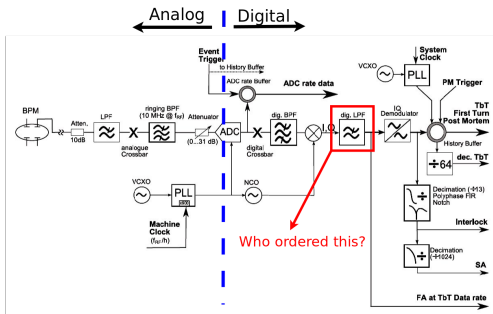 Analog Digital
Event
Trigger
to History Buffer
ADC rate Buffer
ADC rate data
System
Clock
VCXO
PLL
PM Trigger
BPM
Atten.
10dB
LPF
analogue
Crossbar
ringing BPF
(10 MHz @ fRF)
Attenuator
(0...31 dB)
ADC
digital
Crossbar
dig. BPF
I,Q
dig. LPF
IQ
Demodulator
TbT
First Turn
Post Mortem
History Buffer
÷64
dec. TbT
VCXO
PLL
NCO
Machine
Clock
(fRF/h)
Who ordered this?
Decimation (÷13)
Polyphase FIR
Notch
Interlock
Decimation
(÷1024)
SA
FA at TbT Data rate